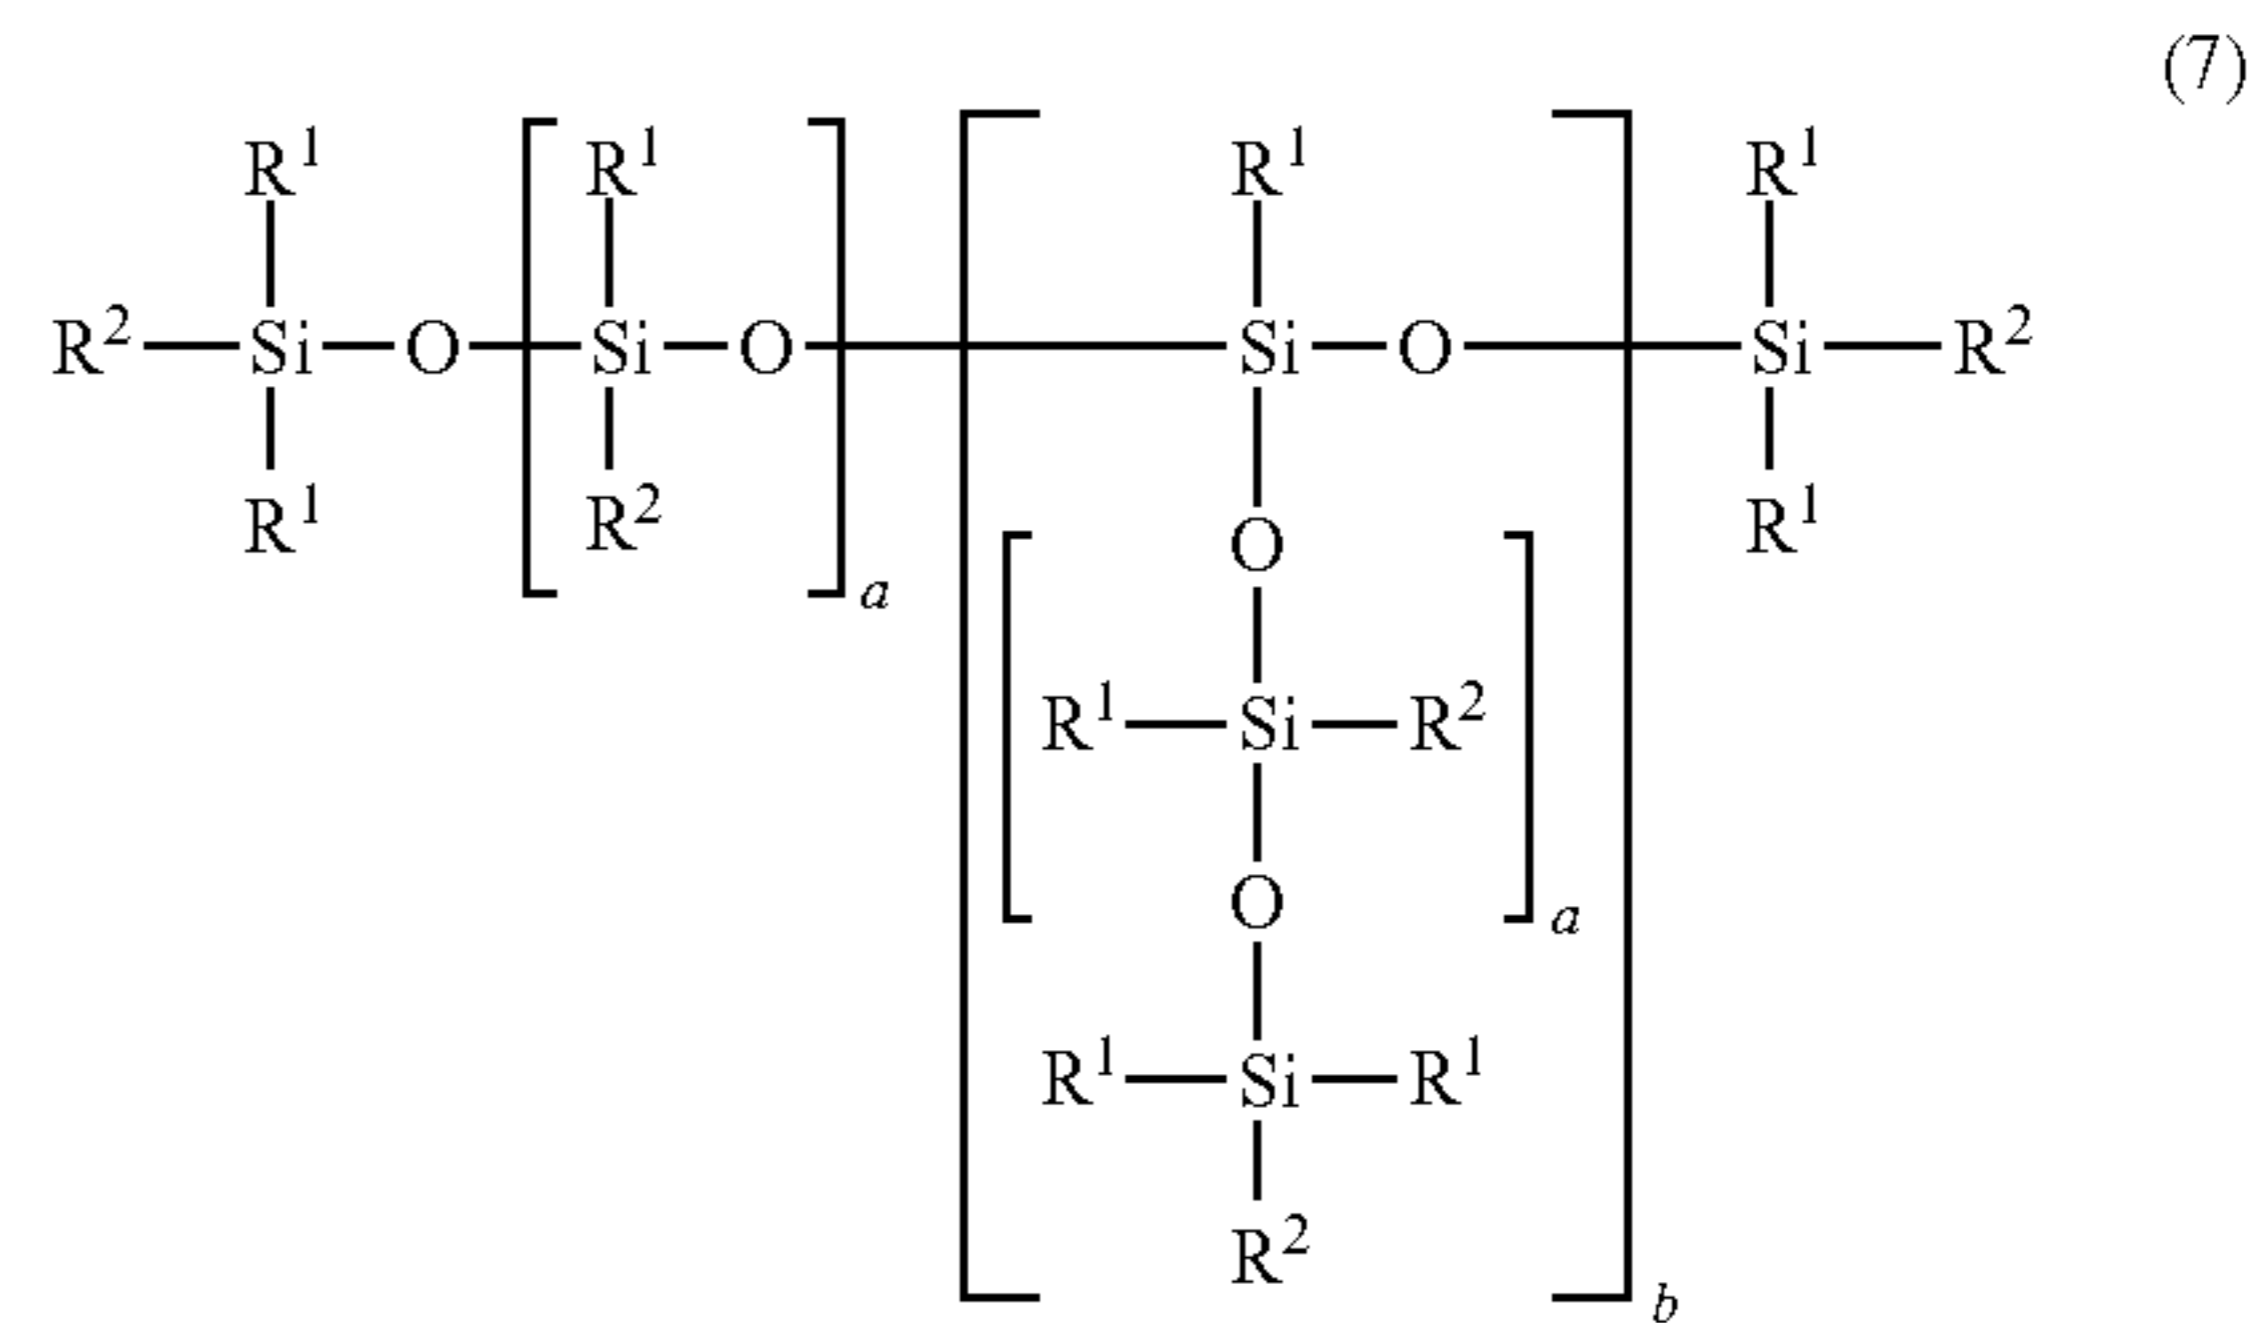 (7)
R¹ R¹ R¹ R¹
R²—Si—O—[Si—O]—[Si—O]—Si—R²
R¹ R² O R¹
a
R¹—Si—R²
O
a
R¹—Si—R¹
R²
b